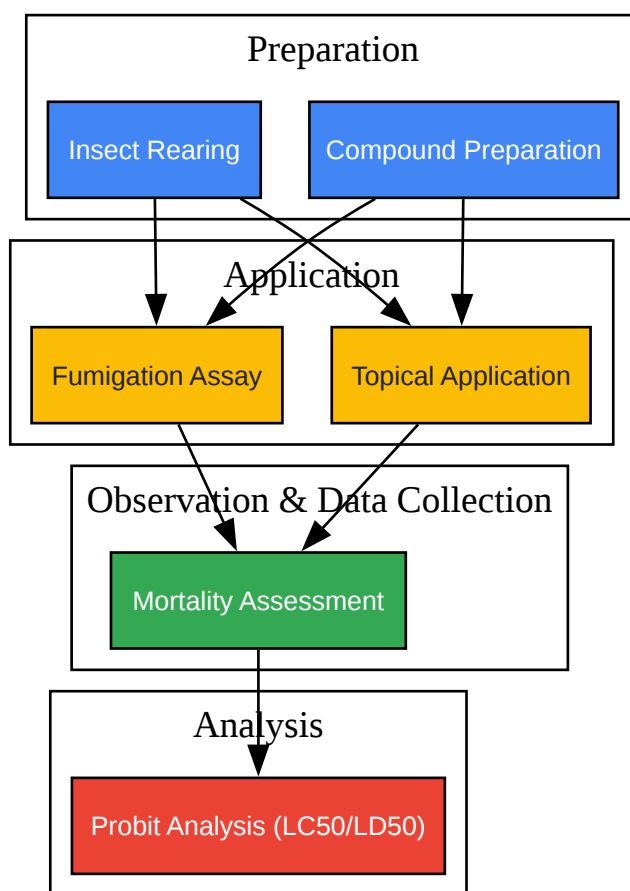 Preparation
Insect Rearing
Compound Preparation
Application
Fumigation Assay
Topical Application
Observation & Data Collection
Mortality Assessment
Analysis
Probit Analysis (LC50/LD50)